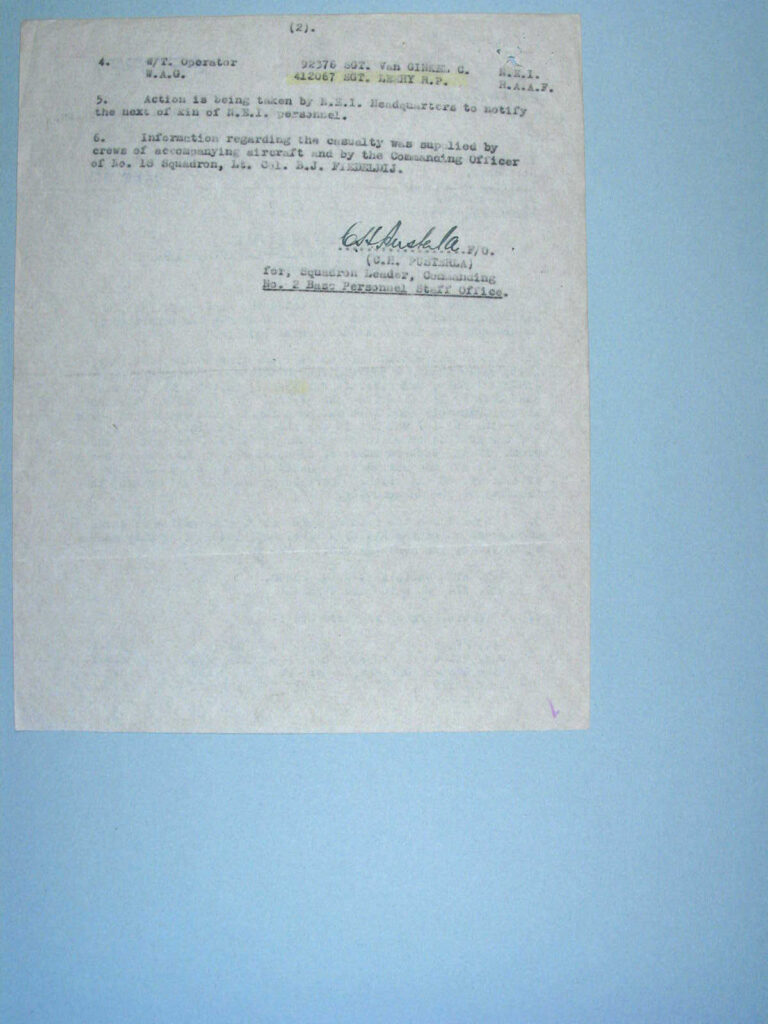 (2).
4. W/T. Operator 92376 SGT. Van GINKEL C. N.E.I.
W.A.G. 412067 SGT. LEAHY R.P. R.A.A.F.
5. Action is being taken by N.E.I. Headquarters to notify
the next of kin of N.E.I. personnel.
6. Information regarding the casualty was supplied by
crews of accompanying aircraft and by the Commanding Officer
of No. 18 Squadron, Lt. Col. B.J. FIEDELDIJ.
CH Pusterla F/O.
(C.H. PUSTERLA)
for, Squadron Leader, Commanding
No. 2 Base Personnel Staff Office.